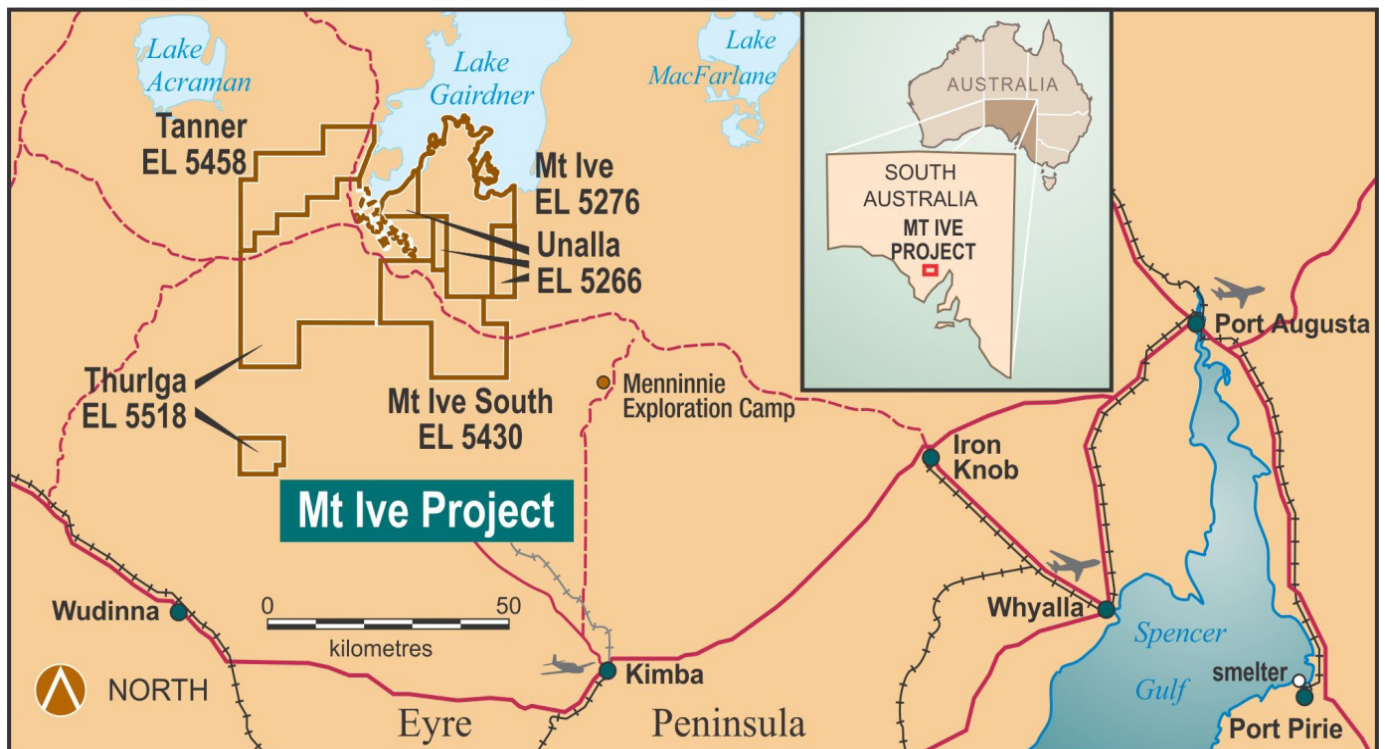 Lake
Acraman
Lake
Gairdner
Lake
MacFarlane
Tanner
EL 5458
Mt Ive
EL 5276
Unalla
EL 5266
Thurlga
EL 5518
Mt Ive South
EL 5430
Menninnie
Exploration Camp
Mt Ive Project
AUSTRALIA
SOUTH
AUSTRALIA
MT IVE
PROJECT
Port Augusta
Iron
Knob
Whyalla
Wudinna
0 50
kilometres
Kimba
NORTH
Eyre Peninsula
Spencer
Gulf
smelter
Port Pirie